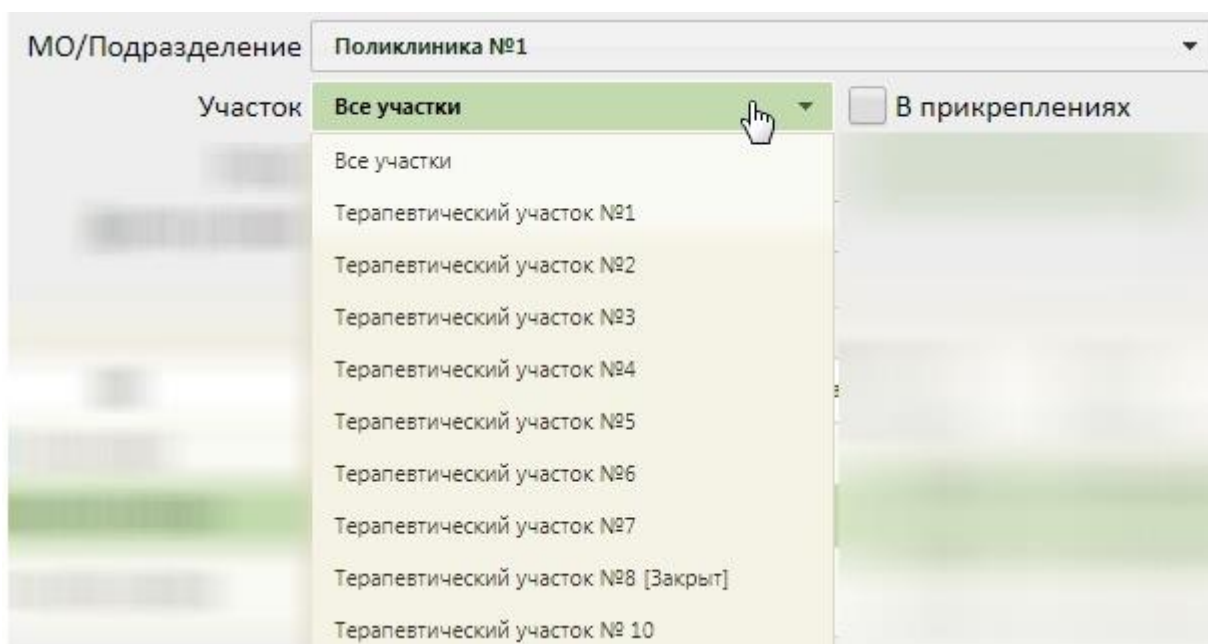 МО/Подразделение Поликлиника №1
Участок Все участки В прикреплениях
Все участки
Терапевтический участок №1
Терапевтический участок №2
Терапевтический участок №3
Терапевтический участок №4
Терапевтический участок №5
Терапевтический участок №6
Терапевтический участок №7
Терапевтический участок №8 [Закрыт]
Терапевтический участок № 10